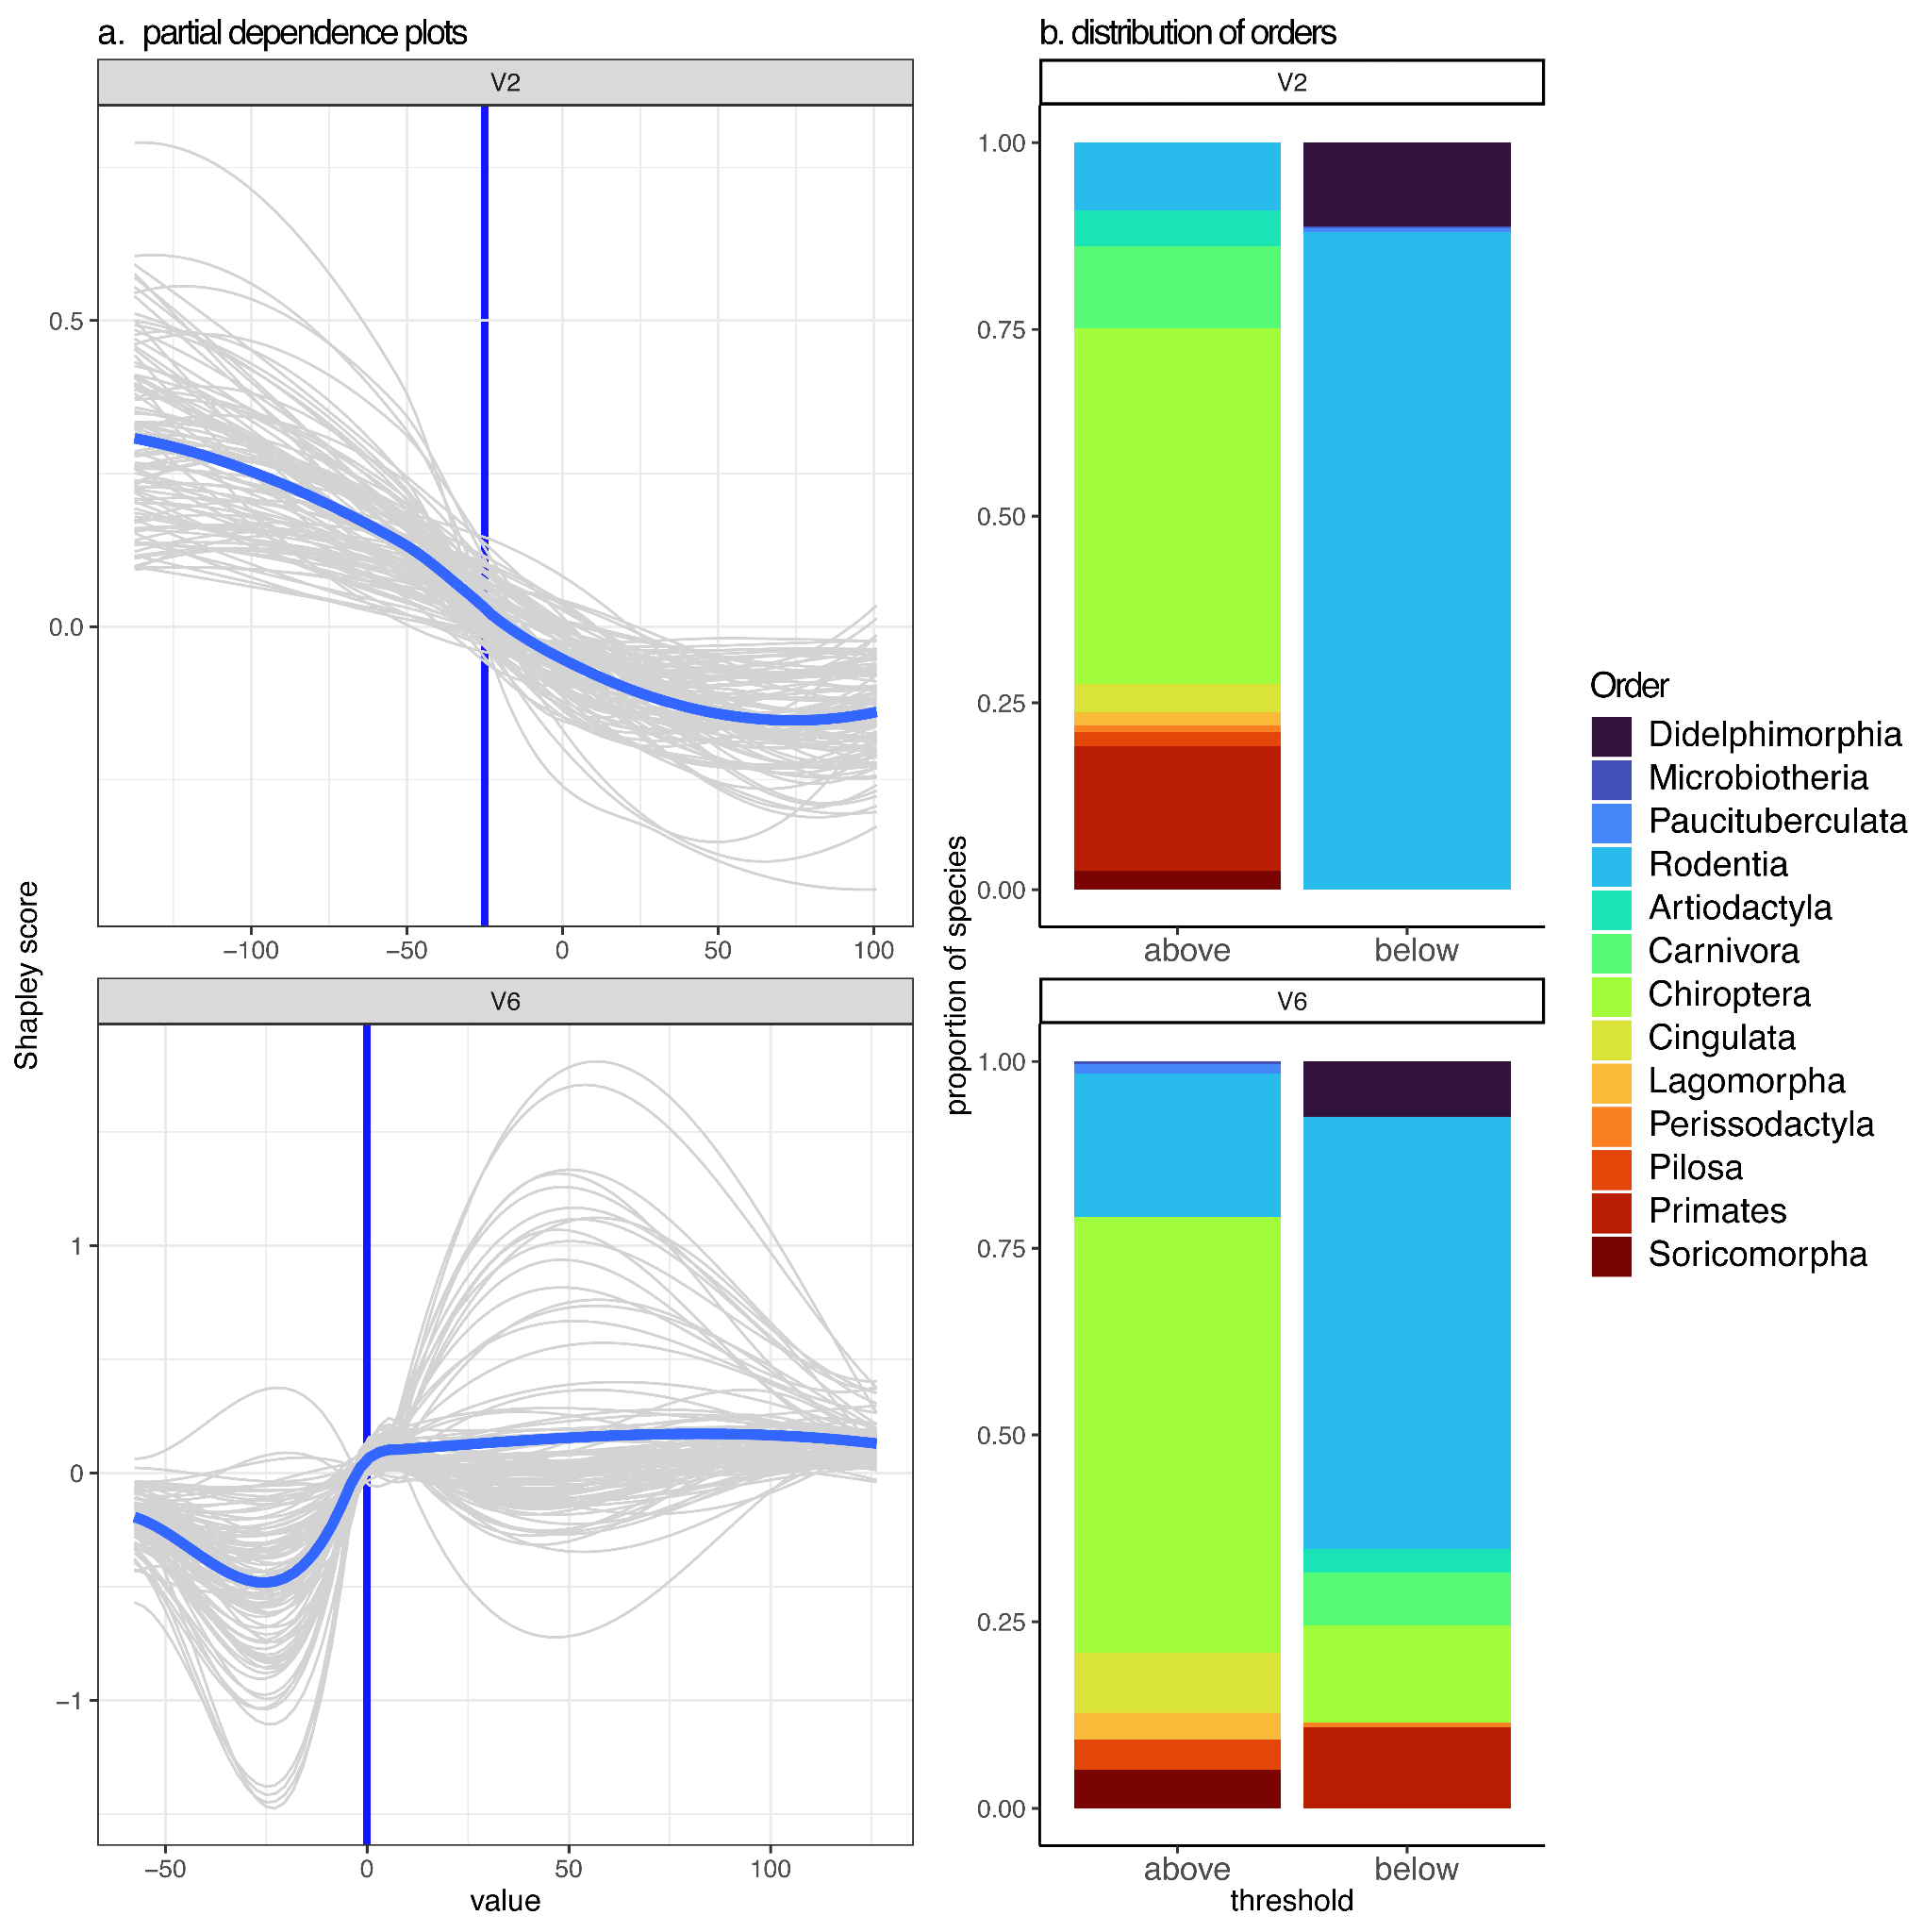 a. partial dependence plots
V2
0.5
0.0
−100
−50
0
50
100
V6
1
0
−1
−50
0
50
100
value
Shapley score
b. distribution of orders
V2
1.00
0.75
0.50
0.25
0.00
above
below
V6
1.00
0.75
0.50
0.25
0.00
above
below
threshold
proportion of species
Order
Didelphimorphia
Microbiotheria
Paucituberculata
Rodentia
Artiodactyla
Carnivora
Chiroptera
Cingulata
Lagomorpha
Perissodactyla
Pilosa
Primates
Soricomorpha